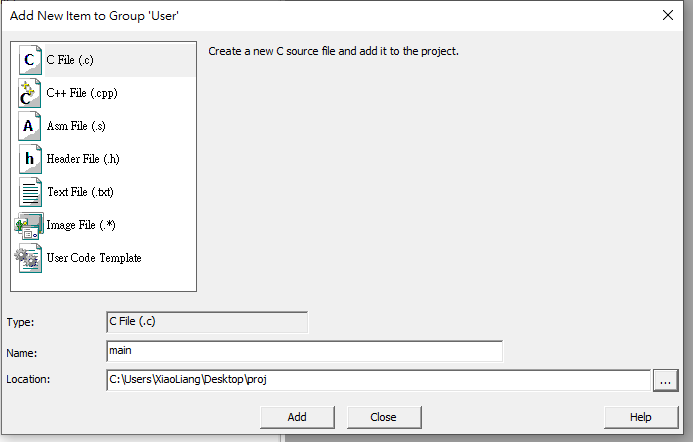 Add New Item to Group 'User'
C File (.c)
Create a new C source file and add it to the project.
C++ File (.cpp)
Asm File (.s)
Header File (.h)
Text File (.txt)
Image File (.*)
User Code Template
Type:
C File (.c)
Name:
main
Location:
C:\Users\XiaoLiang\Desktop\proj
...
Add
Close
Help